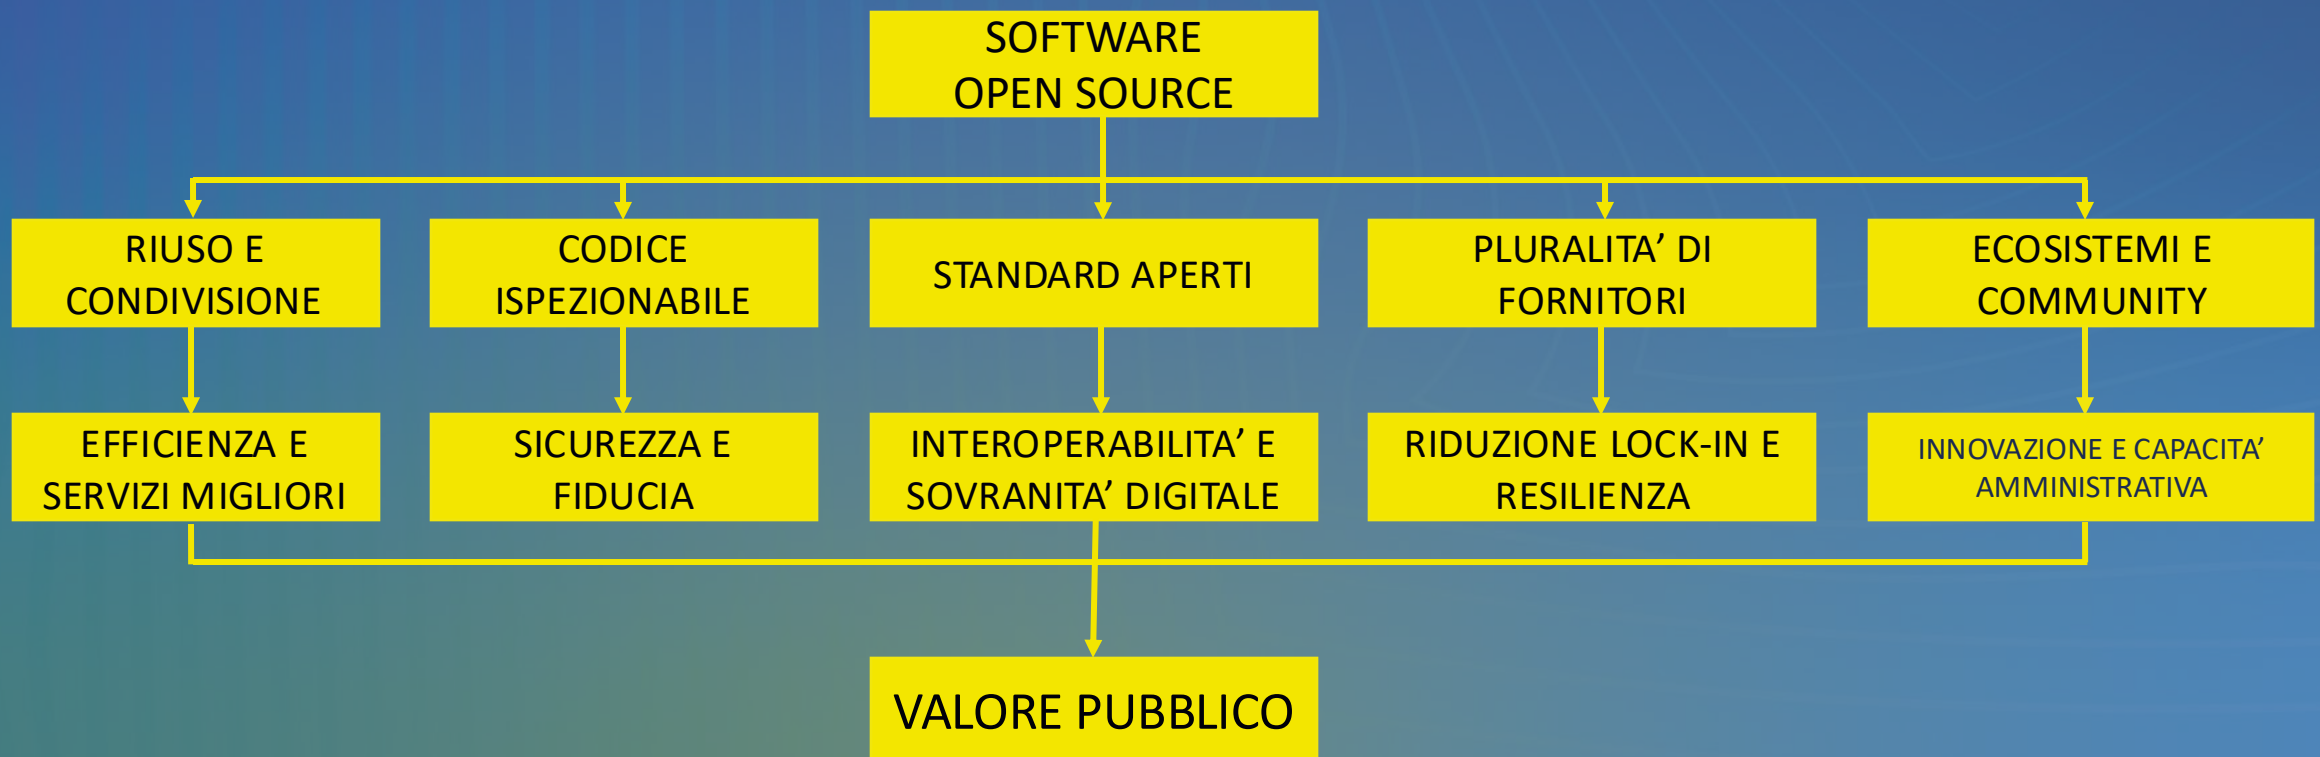 SOFTWARE
OPEN SOURCE
RIUSO E
CONDIVISIONE
CODICE
ISPEZIONABILE
STANDARD APERTI
PLURALITA’ DI
FORNITORI
ECOSISTEMI E
COMMUNITY
EFFICIENZA E
SERVIZI MIGLIORI
SICUREZZA E
FIDUCIA
INTEROPERABILITA’ E
SOVRANITA’ DIGITALE
RIDUZIONE LOCK-IN E
RESILIENZA
INNOVAZIONE E CAPACITA’
AMMINISTRATIVA
VALORE PUBBLICO